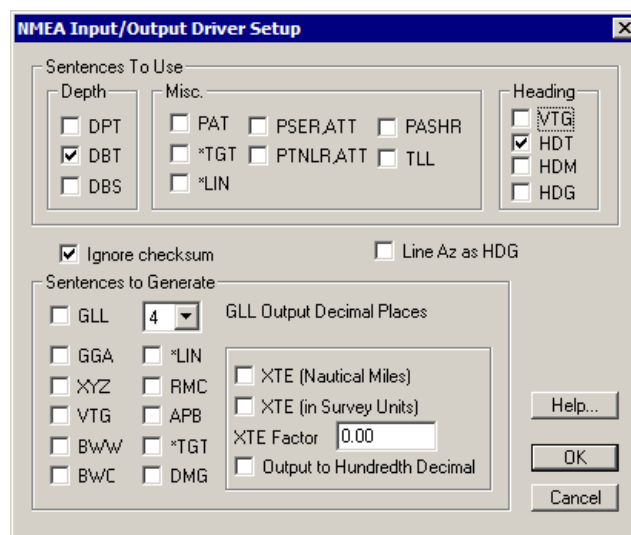 NMEA Input/Output Driver Setup
Sentences To Use
Depth
DPT
DBT
DBS
Misc.
PAT PSER,ATT PASHR
*TGT PTNLR,ATT TLL
*LIN
Heading
VTG
HDT
HDM
HDG
Ignore checksum
Line Az as HDG
Sentences to Generate
GLL 4 GLL Output Decimal Places
GGA *LIN
XYZ RMC
VTG APB
BWW *TGT
BWC DMG
XTE (Nautical Miles)
XTE (in Survey Units)
XTE Factor 0.00
Output to Hundredth Decimal
Help...
OK
Cancel